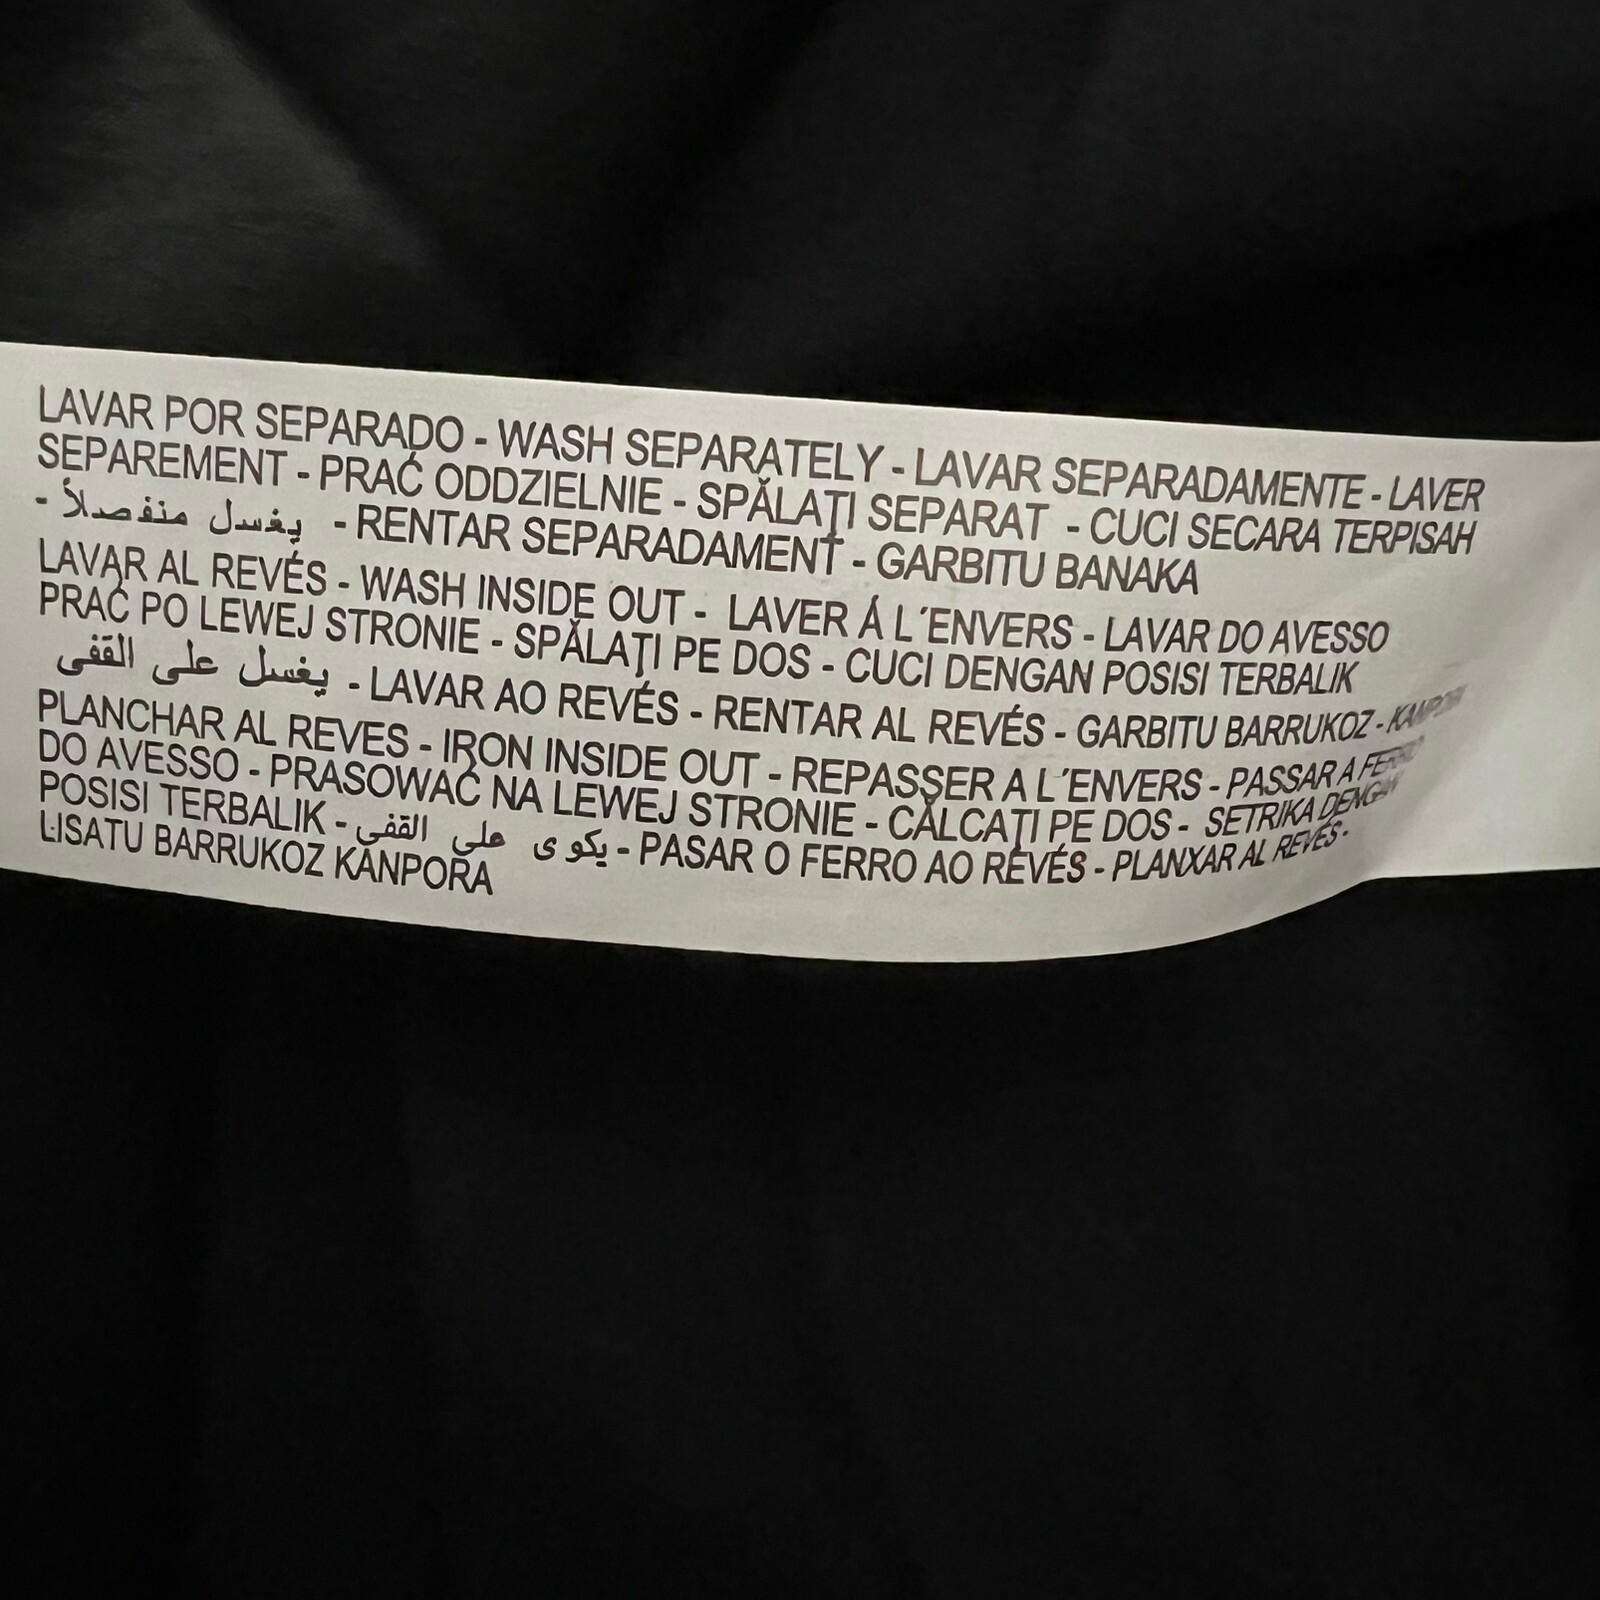 LAVAR POR SEPARADO - WASH SEPARATELY - LAVAR SEPARADAMENTE - LAVER
SEPAREMENT - PRAĆ ODDZIELNIE - SPĂLAȚI SEPARAT - CUCI SECARA TERPISAH
- يغسل منفصلاً - RENTAR SEPARADAMENT - GARBITU BANAKA
LAVAR AL REVÉS - WASH INSIDE OUT - LAVER Á L´ENVERS - LAVAR DO AVESSO
PRAĆ PO LEWEJ STRONIE - SPĂLAȚI PE DOS - CUCI DENGAN POSISI TERBALIK
يغسل على القفى - LAVAR AO REVÉS - RENTAR AL REVÉS - GARBITU BARRUKOZ - KANPORA
PLANCHAR AL REVES - IRON INSIDE OUT - REPASSER A L´ENVERS - PASSAR A FERRO
DO AVESSO - PRASOWAĆ NA LEWEJ STRONIE - CĂLCAȚI PE DOS - SETRIKA DENGAN
POSISI TERBALIK - يكوى على القفى - PASAR O FERRO AO REVÉS - PLANXAR AL REVÉS -
LISATU BARRUKOZ KANPORA